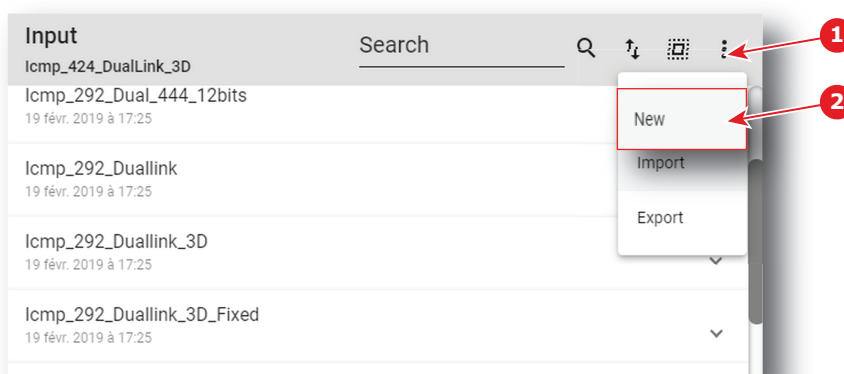 Input
Search
Icmp_424_DualLink_3D
1
Icmp_292_Dual_444_12bits
19 févr. 2019 à 17:25
2
New
Import
Icmp_292_Duallink
19 févr. 2019 à 17:25
Export
Icmp_292_Duallink_3D
19 févr. 2019 à 17:25
Icmp_292_Duallink_3D_Fixed
19 févr. 2019 à 17:25